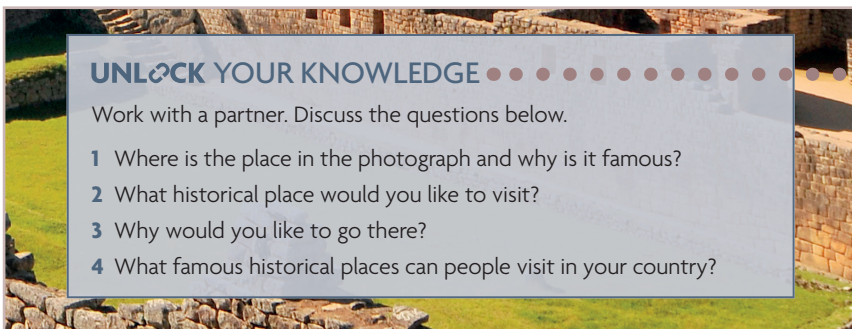 UNLOCK YOUR KNOWLEDGE
Work with a partner. Discuss the questions below.
1 Where is the place in the photograph and why is it famous?
2 What historical place would you like to visit?
3 Why would you like to go there?
4 What famous historical places can people visit in your country?